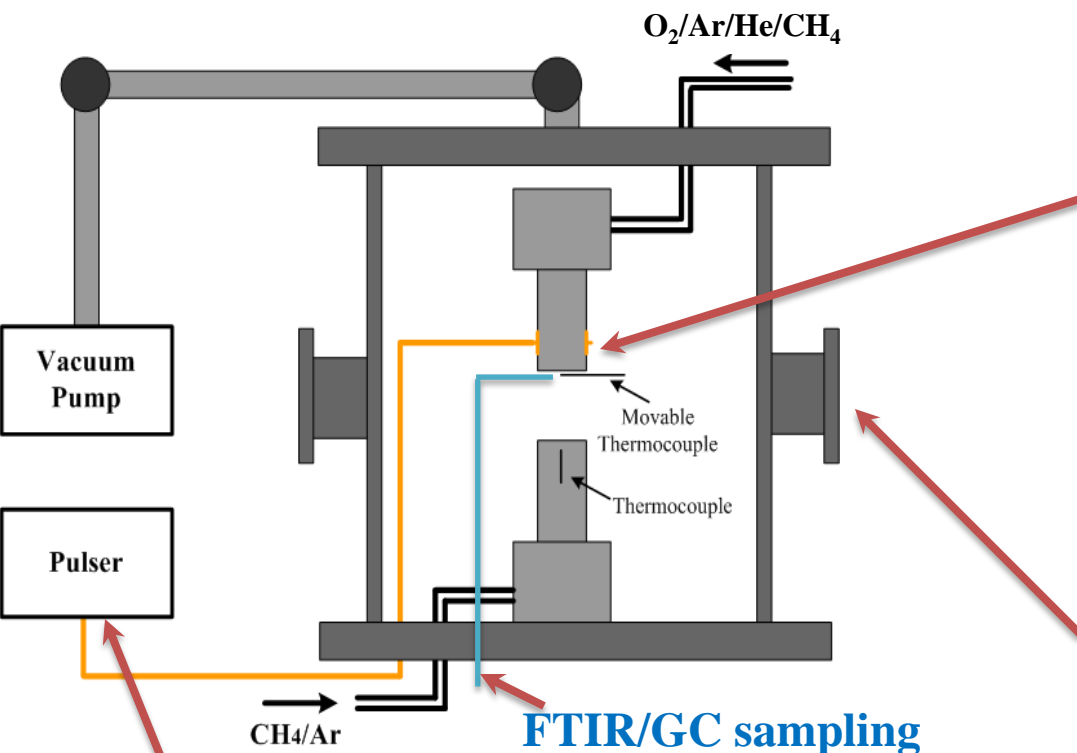 O₂/Ar/He/CH₄
Vacuum
Pump
Movable
Thermocouple
Thermocouple
Pulser
CH4/Ar
FTIR/GC sampling